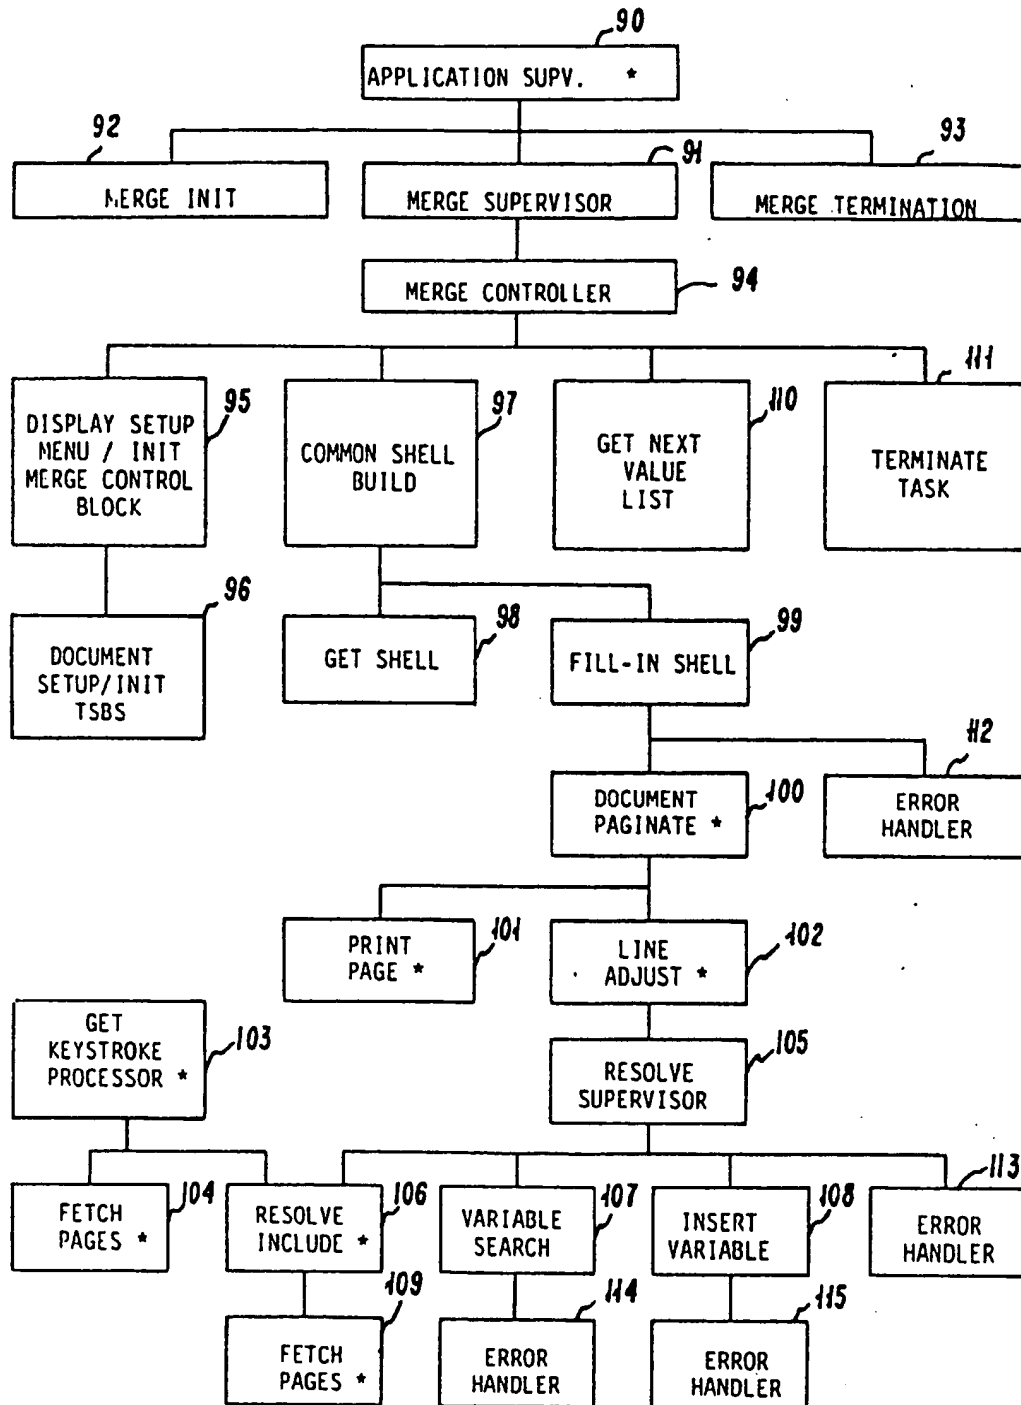 90
APPLICATION SUPV. *
92
91
93
MERGE INIT
MERGE SUPERVISOR
MERGE TERMINATION
MERGE CONTROLLER
94
95
97
110
111
DISPLAY SETUP
MENU / INIT
MERGE CONTROL
BLOCK
COMMON SHELL
BUILD
GET NEXT
VALUE
LIST
TERMINATE
TASK
96
98
99
DOCUMENT
SETUP/INIT
TSBS
GET SHELL
FILL-IN SHELL
112
100
DOCUMENT
PAGINATE *
ERROR
HANDLER
101
102
PRINT
PAGE *
LINE
ADJUST *
GET
KEYSTROKE
PROCESSOR *
103
105
RESOLVE
SUPERVISOR
104
106
107
108
113
FETCH
PAGES *
RESOLVE
INCLUDE *
VARIABLE
SEARCH
INSERT
VARIABLE
ERROR
HANDLER
109
114
115
FETCH
PAGES *
ERROR
HANDLER
ERROR
HANDLER